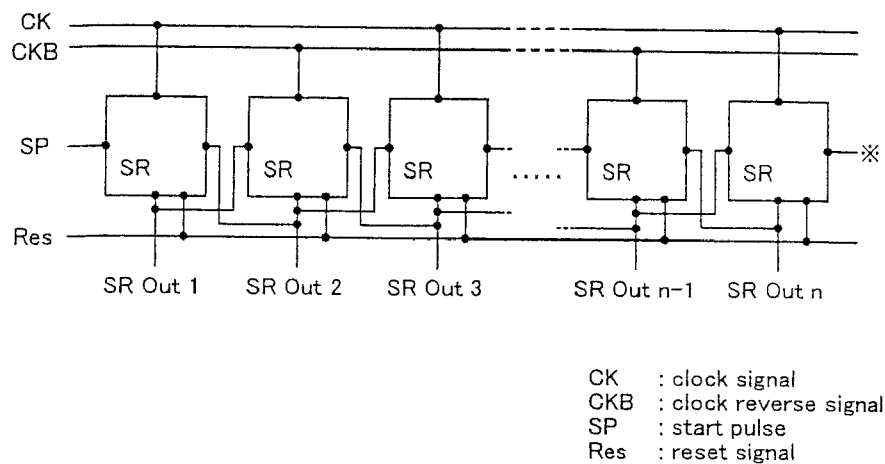 CK
CKB
SP
SR SR SR ..... SR SR ※
Res
SR Out 1 SR Out 2 SR Out 3 SR Out n-1 SR Out n
CK : clock signal
CKB : clock reverse signal
SP : start pulse
Res : reset signal